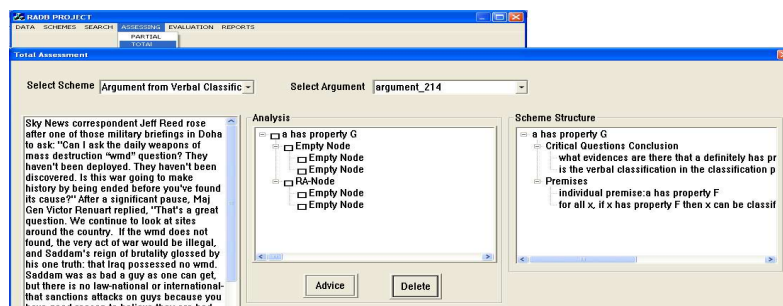 RADB PROJECT
DATA SCHEMES SEARCH ASSESSING EVALUATION REPORTS
PARTIAL
TOTAL
Total Assessment
Select Scheme Argument from Verbal Classific Select Argument argument_214
Sky News correspondent Jeff Reed rose
after one of those military briefings in Doha
to ask: "Can I ask the daily weapons of
mass destruction "wmd" question? They
haven't been deployed. They haven't been
discovered. Is this war going to make
history by being ended before you've found
its cause?" After a significant pause, Maj
Gen Victor Renuart replied, "That's a great
question. We continue to look at sites
around the country. If the wmd does not
found, the very act of war would be illegal,
and Saddam's reign of brutality glossed by
his one truth: that Iraq possessed no wmd.
Saddam was as bad a guy as one can get,
but there is no law-national or international-
that sanctions attacks on guys because you
have good reason to believe they are bad
Analysis
a has property G
Empty Node
Empty Node
Empty Node
RA-Node
Empty Node
Empty Node
Advice Delete
Scheme Structure
a has property G
Critical Questions Conclusion
what evidences are there that a definitely has pr
is the verbal classification in the classification p
Premises
individual premise:a has property F
for all x, if x has property F then x can be classif